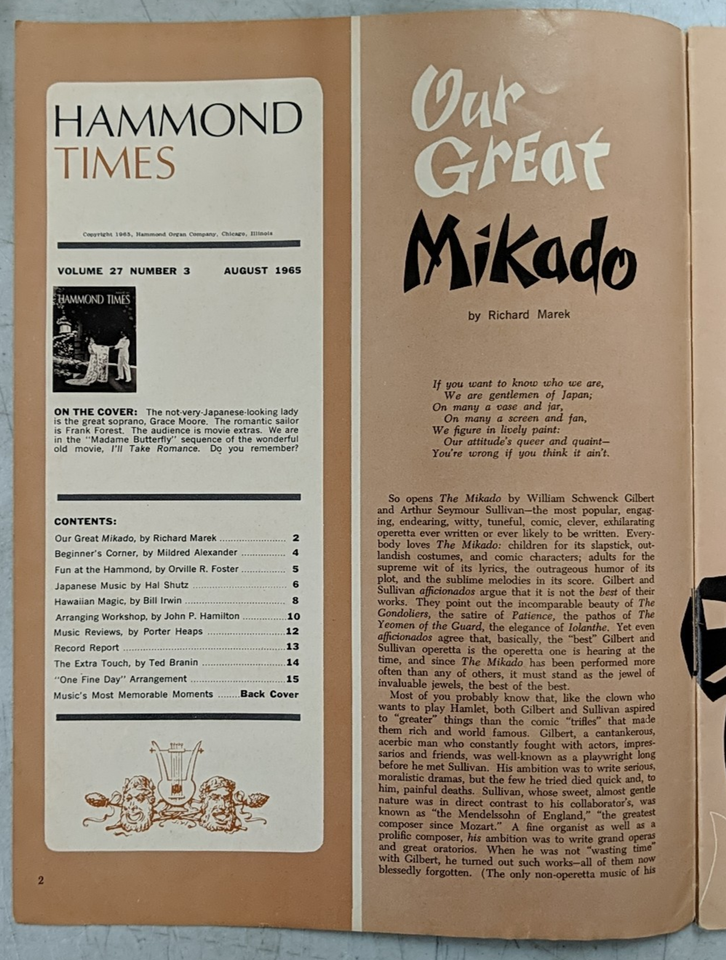 HAMMOND
TIMES
Copyright 1965, Hammond Organ Company, Chicago, Illinois
VOLUME 27 NUMBER 3 AUGUST 1965
HAMMOND TIMES
ON THE COVER: The not-very-Japanese-looking lady
is the great soprano, Grace Moore. The romantic sailor
is Frank Forest. The audience is movie extras. We are
in the "Madame Butterfly" sequence of the wonderful
old movie, I'll Take Romance. Do you remember?
CONTENTS:
Our Great Mikado, by Richard Marek ........................ 2
Beginner's Corner, by Mildred Alexander ................ 4
Fun at the Hammond, by Orville R. Foster ................ 5
Japanese Music by Hal Shutz .................................. 6
Hawaiian Magic, by Bill Irwin .................................. 8
Arranging Workshop, by John P. Hamilton ................ 10
Music Reviews, by Porter Heaps ............................ 12
Record Report .................................................. 13
The Extra Touch, by Ted Branin .............................. 14
"One Fine Day" Arrangement ................................ 15
Music's Most Memorable Moments ........Back Cover
2
Our
Great
Mikado
by Richard Marek
If you want to know who we are,
We are gentlemen of Japan;
On many a vase and jar,
On many a screen and fan,
We figure in lively paint:
Our attitude's queer and quaint—
You're wrong if you think it ain't.
So opens The Mikado by William Schwenck Gilbert
and Arthur Seymour Sullivan—the most popular, engag-
ing, endearing, witty, tuneful, comic, clever, exhilarating
operetta ever written or ever likely to be written. Every-
body loves The Mikado: children for its slapstick, out-
landish costumes, and comic characters; adults for the
supreme wit of its lyrics, the outrageous humor of its
plot, and the sublime melodies in its score. Gilbert and
Sullivan afficionados argue that it is not the best of their
works. They point out the incomparable beauty of The
Gondoliers, the satire of Patience, the pathos of The
Yeomen of the Guard, the elegance of Iolanthe. Yet even
afficionados agree that, basically, the "best" Gilbert and
Sullivan operetta is the operetta one is hearing at the
time, and since The Mikado has been performed more
often than any of others, it must stand as the jewel of
invaluable jewels, the best of the best.
Most of you probably know that, like the clown who
wants to play Hamlet, both Gilbert and Sullivan aspired
to "greater" things than the comic "trifles" that made
them rich and world famous. Gilbert, a cantankerous,
acerbic man who constantly fought with actors, impres-
sarios and friends, was well-known as a playwright long
before he met Sullivan. His ambition was to write serious,
moralistic dramas, but the few he tried died quick and, to
him, painful deaths. Sullivan, whose sweet, almost gentle
nature was in direct contrast to his collaborator's, was
known as "the Mendelssohn of England," "the greatest
composer since Mozart." A fine organist as well as a
prolific composer, his ambition was to write grand operas
and great oratorios. When he was not "wasting time"
with Gilbert, he turned out such works—all of them now
blessedly forgotten. (The only non-operetta music of his